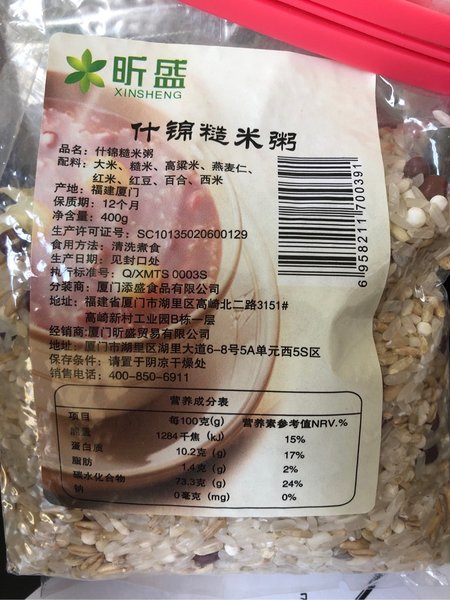 昕盛
XINSHENG
什锦糙米粥
品名：什锦糙米粥
配料：大米、糙米、高粱米、燕麦仁、
红米、红豆、百合、西米
产地：福建厦门
保质期：12个月
净含量：400g
生产许可证号：SC10135020600129
食用方法：清洗煮食
生产日期：见封口处
执行标准号：Q/XMTS 0003S
分装商：厦门添盛食品有限公司
地址：福建省厦门市湖里区高崎北二路3151#
高崎新村工业园B栋一层
经销商:厦门昕盛贸易有限公司
地址：厦门市湖里区湖里大道6-8号5A单元西5S区
保存条件：请置于阴凉干燥处
销售电话：400-850-6911
6958211700391
营养成分表
项目 每100克(g) 营养素参考值NRV.%
能量 1284千焦(kJ) 15%
蛋白质 10.2克(g) 17%
脂肪 1.4克(g) 2%
碳水化合物 73.3克(g) 24%
钠 0毫克(mg) 0%